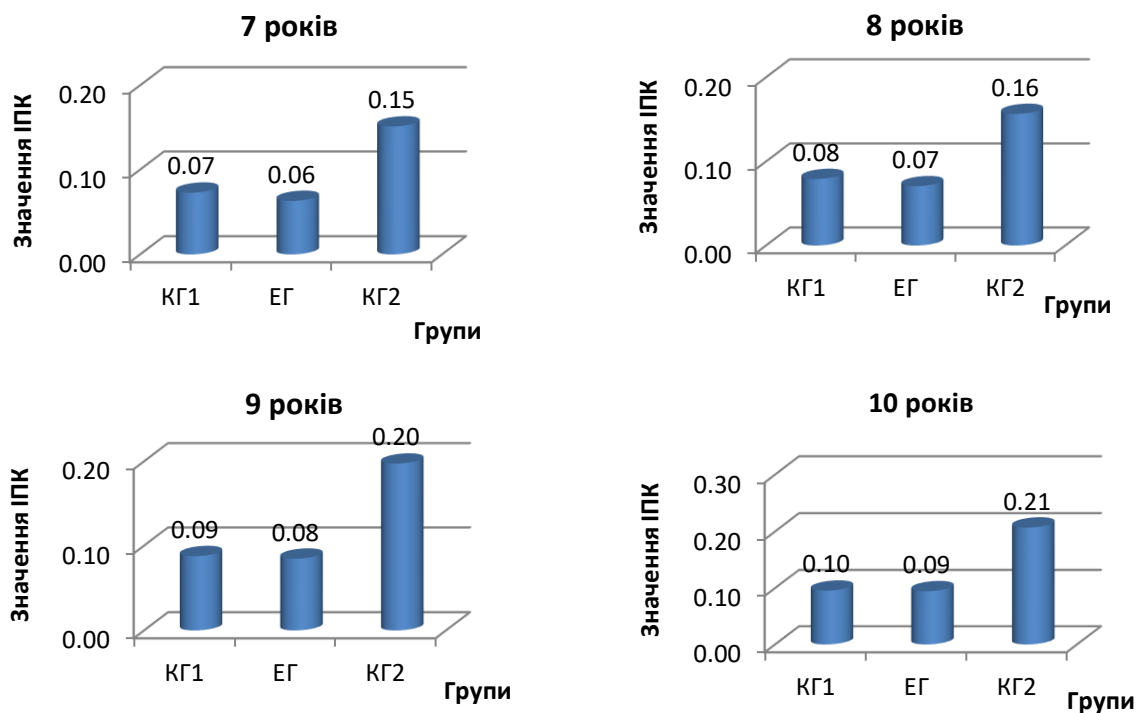 7 років
Значення ІПК
0.20
0.10
0.00
0.07
0.06
0.15
КГ1 ЕГ КГ2
Групи
8 років
Значення ІПК
0.20
0.10
0.00
0.08
0.07
0.16
КГ1 ЕГ КГ2
Групи
9 років
Значення ІПК
0.20
0.10
0.00
0.09
0.08
0.20
КГ1 ЕГ КГ2
Групи
10 років
Значення ІПК
0.30
0.20
0.10
0.00
0.10
0.09
0.21
КГ1 ЕГ КГ2
Групи